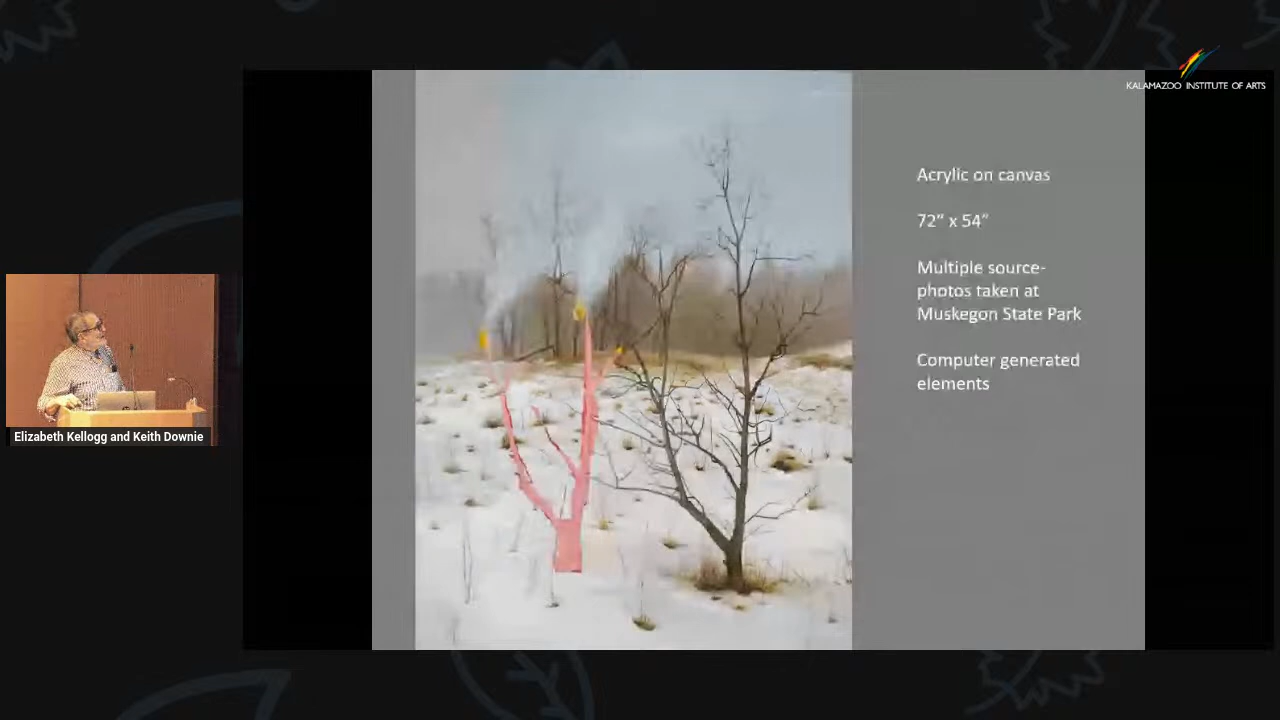 KALAMAZOO INSTITUTE OF ARTS
Acrylic on canvas
72” x 54”
Multiple source-
photos taken at
Muskegon State Park
Computer generated
elements
Elizabeth Kellogg and Keith Downie